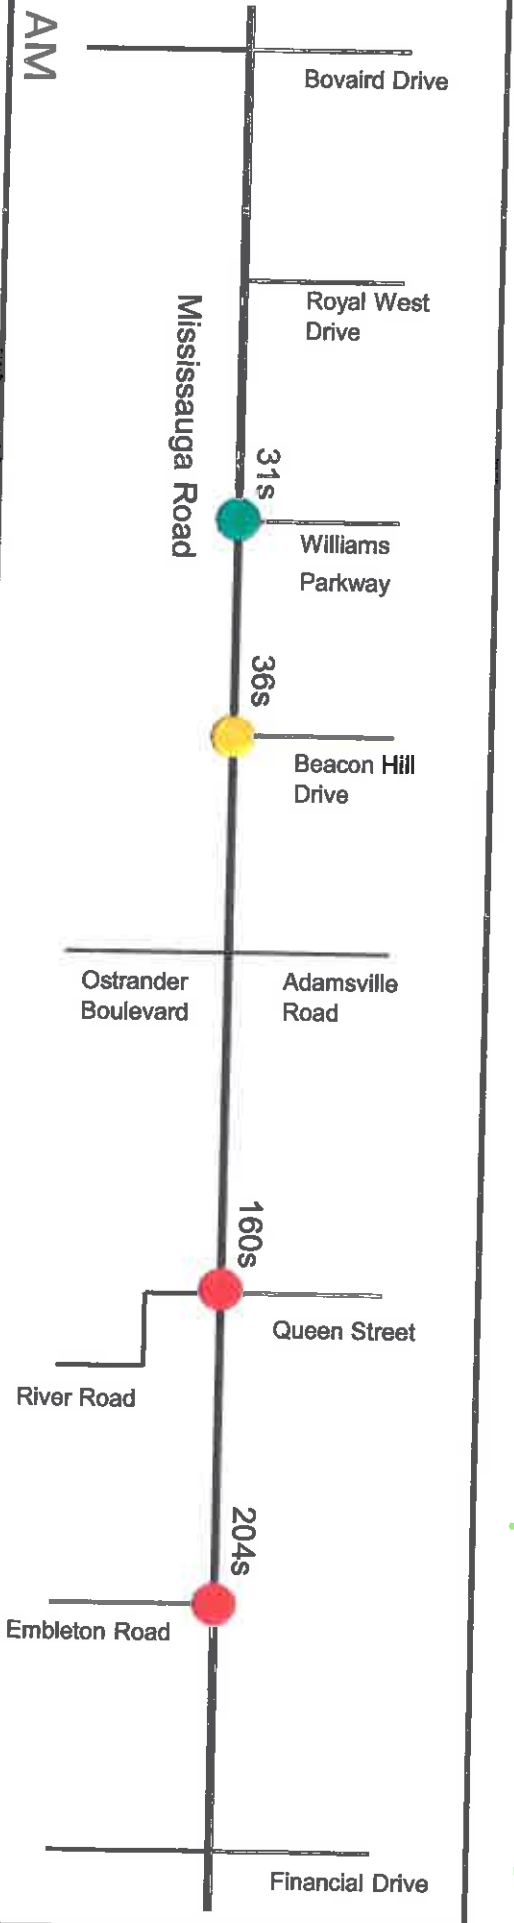 AM
Bovaird Drive
Royal West
Drive
Mississauga Road
31s
Williams
Parkway
36s
Beacon Hill
Drive
Ostrander
Boulevard
Adamsville
Road
160s
Queen Street
River Road
204s
Embleton Road
Financial Drive